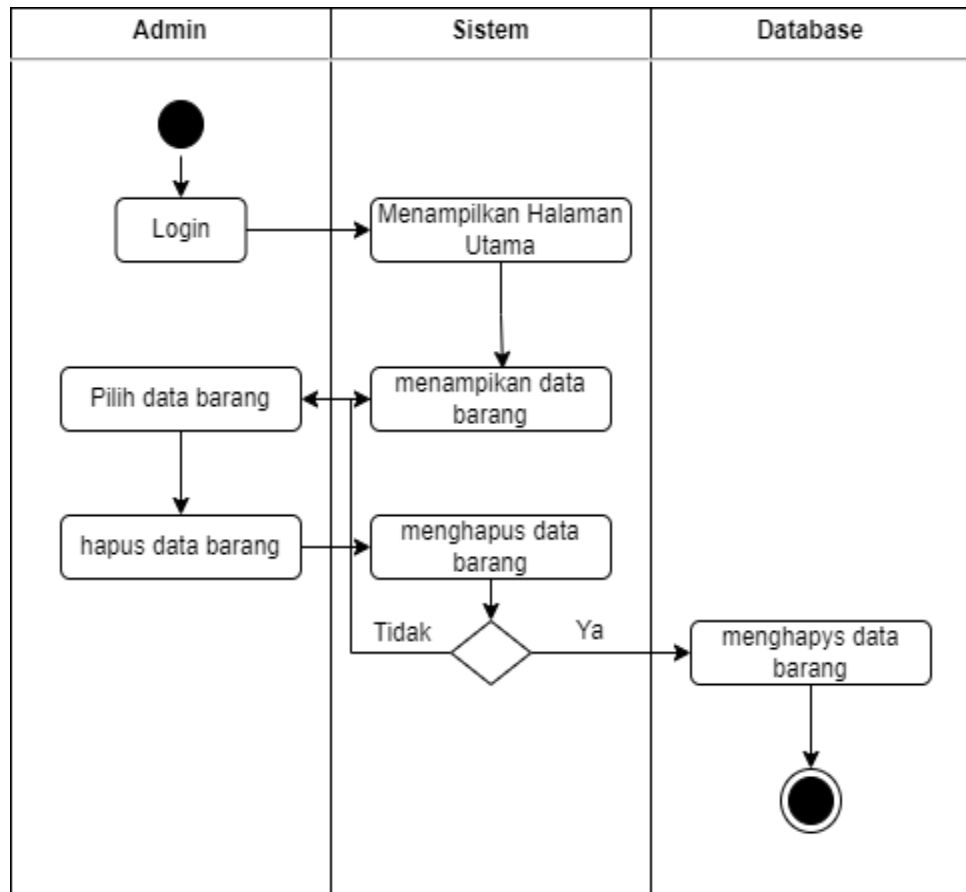 Admin
Sistem
Database
Login
Menampilkan Halaman
Utama
Pilih data barang
menampikan data
barang
hapus data barang
menghapus data
barang
Tidak
Ya
menghapys data
barang